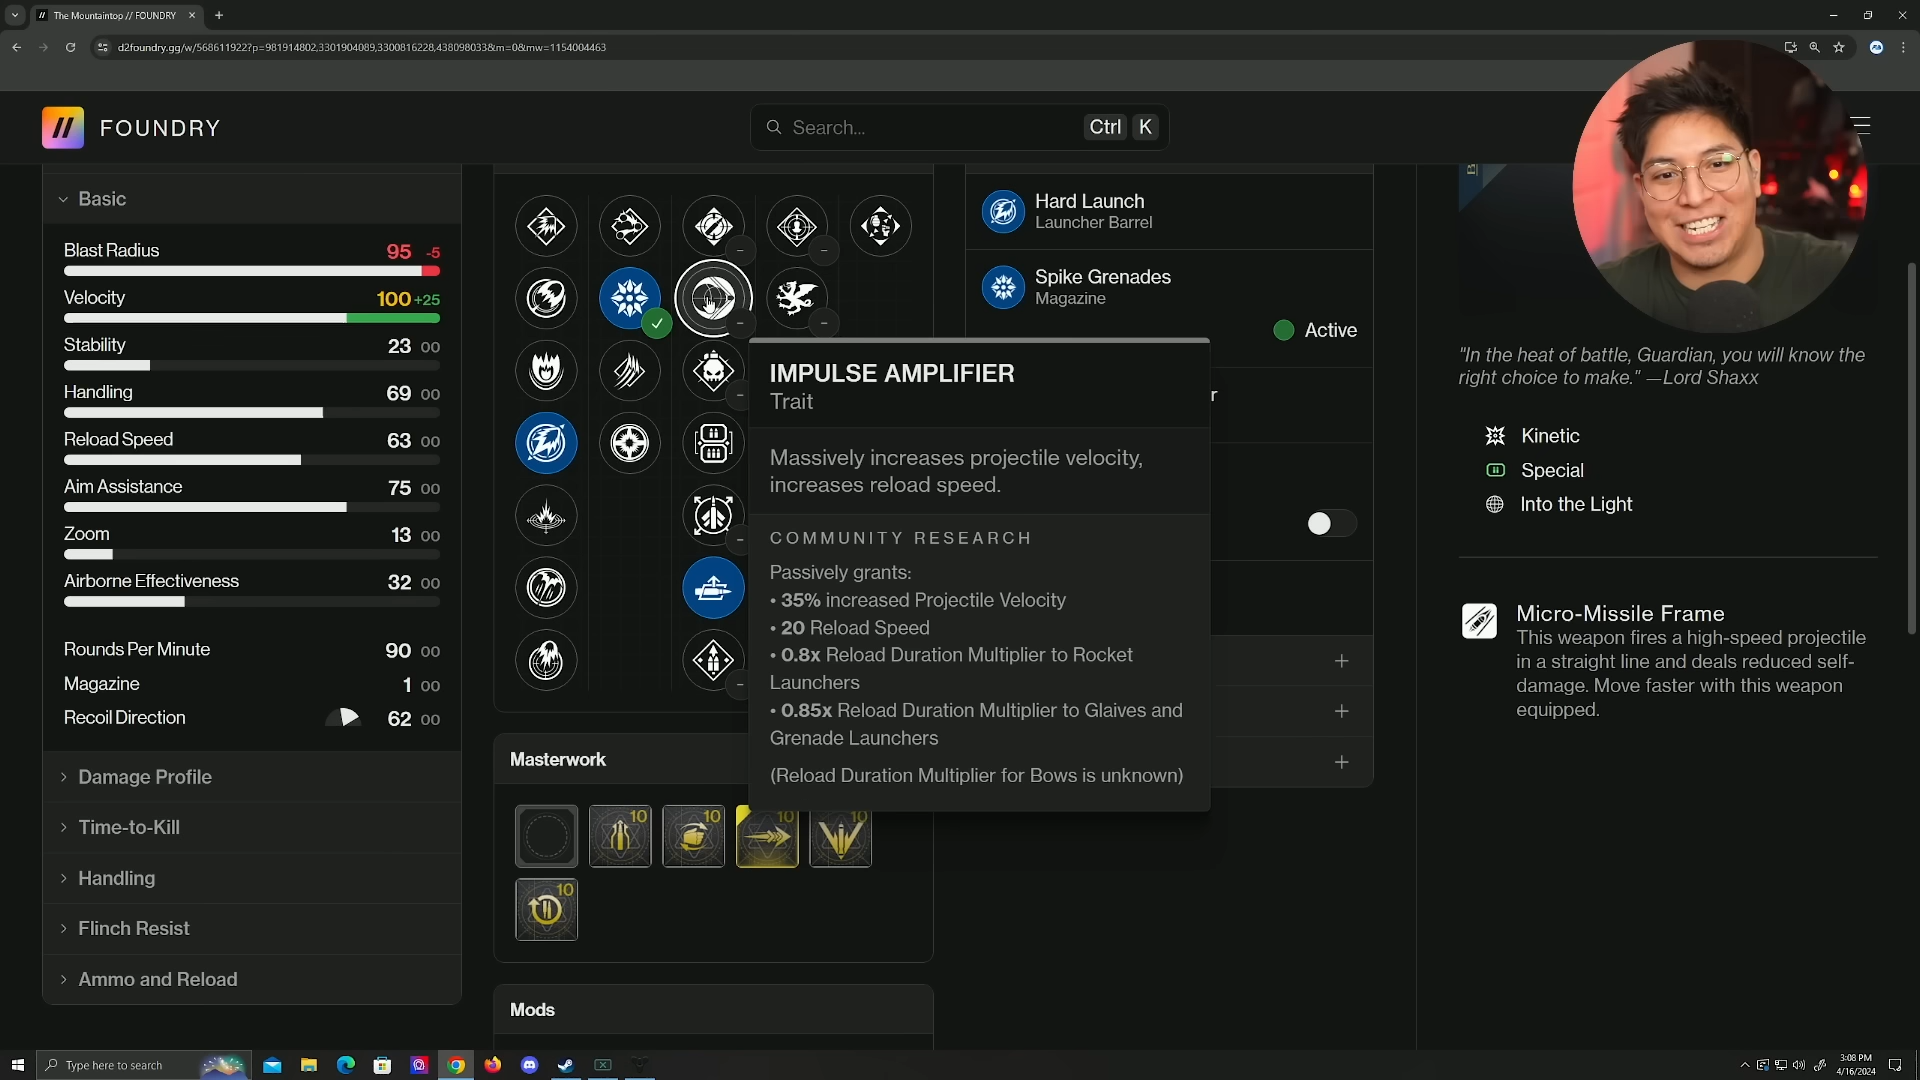 The Mountaintop // FOUNDRY
d2foundry.gg/w/568611922?p=981914802,3301904089,3300816228,438098033&m=0&mw=1154004463
// FOUNDRY
Search...
Ctrl K
Basic
Blast Radius 95 -5
Velocity 100 +25
Stability 23 00
Handling 69 00
Reload Speed 63 00
Aim Assistance 75 00
Zoom 13 00
Airborne Effectiveness 32 00
Rounds Per Minute 90 00
Magazine 1 00
Recoil Direction 62 00
Damage Profile
Time-to-Kill
Handling
Flinch Resist
Ammo and Reload
IMPULSE AMPLIFIER
Trait
Massively increases projectile velocity,
increases reload speed.
COMMUNITY RESEARCH
Passively grants:
• 35% increased Projectile Velocity
• 20 Reload Speed
• 0.8x Reload Duration Multiplier to Rocket
Launchers
• 0.85x Reload Duration Multiplier to Glaives and
Grenade Launchers
(Reload Duration Multiplier for Bows is unknown)
Masterwork
10
10
10
10
10
Mods
Hard Launch
Launcher Barrel
Spike Grenades
Magazine
Active
r
"In the heat of battle, Guardian, you will know the
right choice to make." —Lord Shaxx
Kinetic
Special
Into the Light
Micro-Missile Frame
This weapon fires a high-speed projectile
in a straight line and deals reduced self-
damage. Move faster with this weapon
equipped.
Type here to search
3:08 PM
4/16/2024